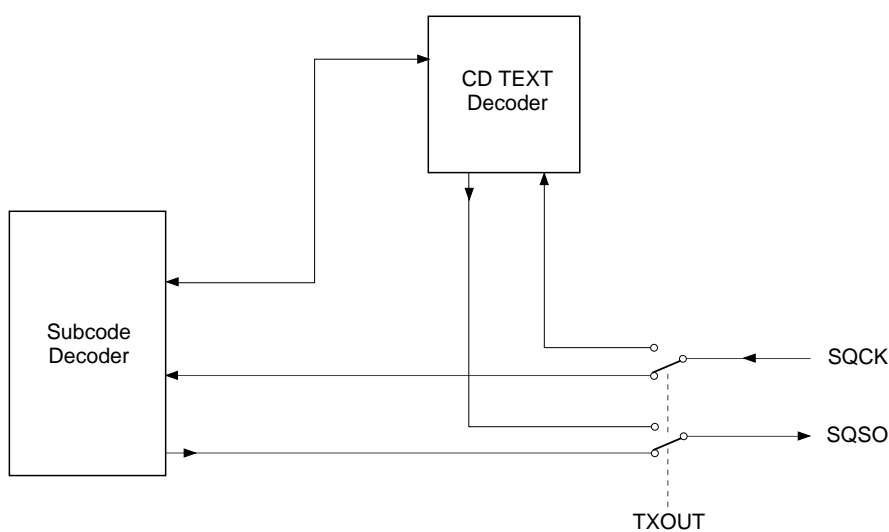 CD TEXT
Decoder
Subcode
Decoder
SQCK
SQSO
TXOUT